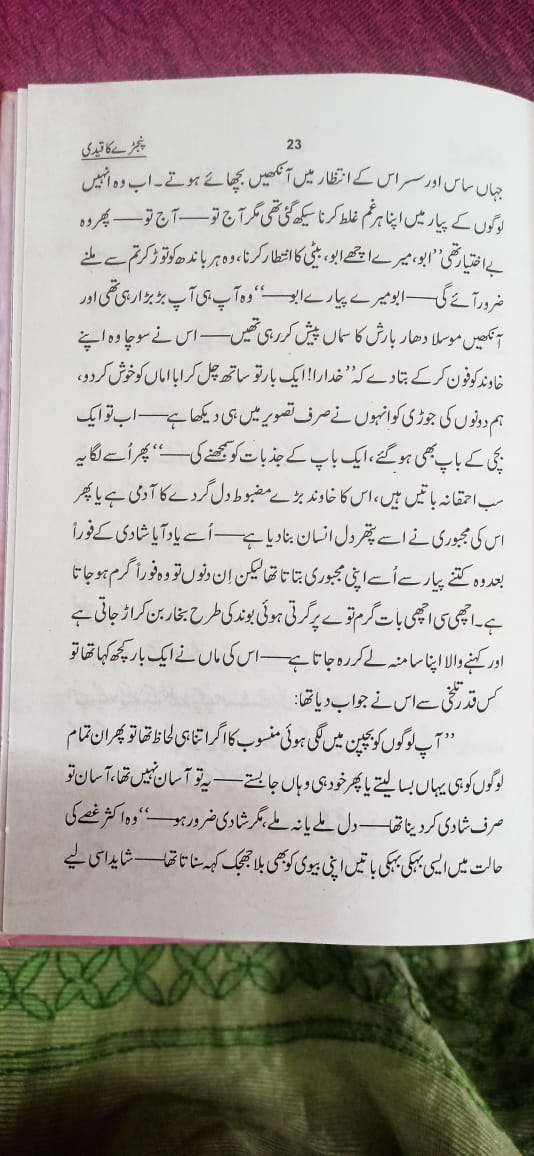 پنجڑے کا قیدی
23
جہاں ساس اور سسر اس کے انتظار میں آنکھیں بچھائے ہوتے۔ اب وہ انہیں
لوگوں کے پیار میں اپنا ہر غم غلط کرنا سیکھ گئی تھی مگر آج تو —— آج تو —— پھر وہ
بے اختیار تھی ’’ابو، میرے اچھے ابو، بیٹی کا انتظار کرنا، وہ ہر باندھ کو توڑ کر تم سے ملنے
ضرور آئے گی —— ابو میرے پیارے ابو ——‘‘ وہ آپ ہی آپ بڑبڑا رہی تھی اور
آنکھیں موسلا دھار بارش کا سماں پیش کر رہی تھیں —— اس نے سوچا وہ اپنے
خاوند کو فون کر کے بتا دے کہ ’’خدارا! ایک بار تو ساتھ چل کر ابا اماں کو خوش کر دو،
ہم دونوں کی جوڑی کو انہوں نے صرف تصویر میں ہی دیکھا ہے —— اب تو ایک
بچی کے باپ بھی ہو گئے، ایک باپ کے جذبات کو سمجھنے کی ——‘‘ پھر اُسے لگا یہ
سب احمقانہ باتیں ہیں، اس کا خاوند بڑے مضبوط دل گردے کا آدمی ہے یا پھر
اس کی مجبوری نے اسے پتھر دل انسان بنا دیا ہے —— اُسے یاد آیا شادی کے فوراً
بعد وہ کتنے پیار سے اُسے اپنی مجبوری بتاتا تھا لیکن اِن دنوں تو وہ فوراً گرم ہو جاتا
ہے۔ اچھی سی اچھی بات گرم توے پر گرتی ہوئی بوند کی طرح بخار بن کر اڑ جاتی ہے
اور کہنے والا اپنا سا منہ لے کر رہ جاتا ہے —— اس کی ماں نے ایک بار کچھ کہا تھا تو
کس قدر تلخی سے اس نے جواب دیا تھا:
’’آپ لوگوں کو بچپن میں لگی ہوئی منسوب کا اگر اتنا ہی لحاظ تھا تو پھر ان تمام
لوگوں کو ہی یہاں بسا لیتے یا پھر خود ہی وہاں جا بستے —— یہ تو آسان نہیں تھا، آسان تو
صرف شادی کر دینا تھا —— دل ملے یا نہ ملے، مگر شادی ضرور ہو ——‘‘ وہ اکثر غصے کی
حالت میں ایسی بہکی بہکی باتیں اپنی بیوی کو بھی بلا جھجک کہہ سناتا تھا —— شاید اسی لیے